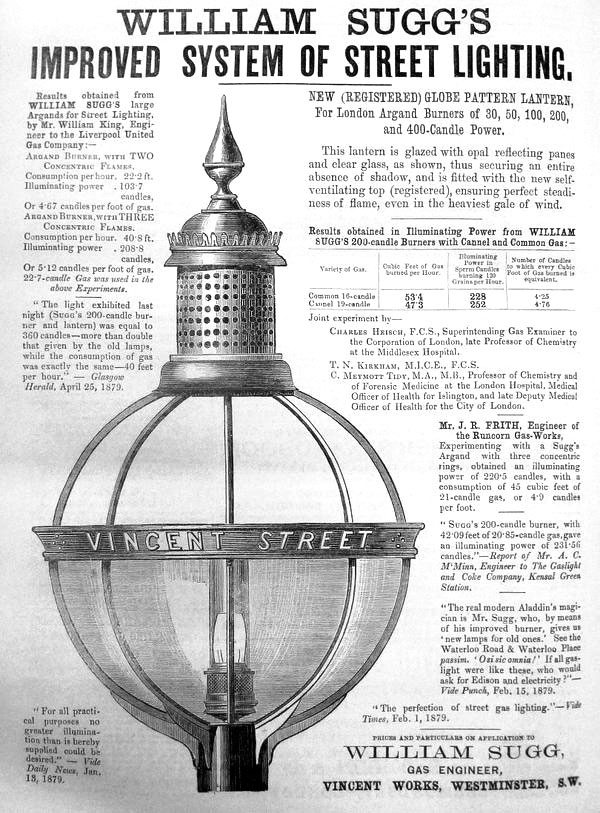 WILLIAM SUGG'S
IMPROVED SYSTEM OF STREET LIGHTING.
Results obtained from
WILLIAM SUGG'S large
Argands for Street Lighting,
by Mr. William King, Engi-
neer to the Liverpool United
Gas Company:—
ARGAND BURNER, WITH TWO
CONCENTRIC FLAMES.
Consumption per hour. 22·2 ft.
Illuminating power . 103·7
candles,
Or 4·67 candles per foot of gas.
ARGAND BURNER, WITH THREE
CONCENTRIC FLAMES.
Consumption per hour. 40·8 ft.
Illuminating power . 208·8
candles,
Or 5·12 candles per foot of gas.
22·7-candle Gas was used in the
above Experiments.
"The light exhibited last
night (SUGG'S 200-candle bur-
ner and lantern) was equal to
360 candles—more than double
that given by the old lamps,
while the consumption of gas
was exactly the same—40 feet
per hour." — Glasgow
Herald, April 25, 1879.
"For all practi-
cal purposes no
greater illumina-
tion than is hereby
supplied could be
desired." — Vide
Daily News, Jan.
13, 1879.
VINCENT STREET
NEW (REGISTERED) GLOBE PATTERN LANTERN,
For London Argand Burners of 30, 50, 100, 200,
and 400-Candle Power.
This lantern is glazed with opal reflecting panes
and clear glass, as shown, thus securing an entire
absence of shadow, and is fitted with the new self-
ventilating top (registered), ensuring perfect steadi-
ness of flame, even in the heaviest gale of wind.
Results obtained in Illuminating Power from WILLIAM
SUGG'S 200-candle Burners with Cannel and Common Gas:—
Variety of Gas. Cubic Feet of Gas burned per Hour. Illuminating Power in Sperm Candles burning 120 Grains per Hour. Number of Candles to which every Cubic Foot of Gas burned is equivalent.
Common 16-candle 53·4 228 4·25
Cannel 19-candle 47·3 252 4·76
Joint experiment by—
CHARLES HEISCH, F.C.S., Superintending Gas Examiner to
the Corporation of London, late Professor of Chemistry
at the Middlesex Hospital.
T. N. KIRKHAM, M.I.C.E., F.C.S.
C. MEYMOTT TIDY, M.A., M.B., Professor of Chemistry and
of Forensic Medicine at the London Hospital, Medical
Officer of Health for Islington, and late Deputy Medical
Officer of Health for the City of London.
Mr. J. R. FRITH, Engineer of
the Runcorn Gas-Works,
Experimenting with a Sugg's
Argand with three concentric
rings, obtained an illuminating
power of 220·5 candles, with a
consumption of 45 cubic feet of
21-candle gas, or 4·9 candles
per foot.
"SUGG'S 200-candle burner, with
42·09 feet of 20·85-candle gas, gave
an illuminating power of 231·56
candles."—Report of Mr. A. C.
M'Minn, Engineer to The Gaslight
and Coke Company, Kensal Green
Station.
"The real modern Aladdin's magi-
cian is Mr. Sugg, who, by means
of his improved burner, gives us
'new lamps for old ones.' See the
Waterloo Road & Waterloo Place
passim. 'O si sic omnia!' If all gas-
light were like these, who would
ask for Edison and electricity?"—
Vide Punch, Feb. 15, 1879.
"The perfection of street gas lighting."—Vide
Times, Feb. 1, 1879.
PRICES AND PARTICULARS ON APPLICATION TO
WILLIAM SUGG,
GAS ENGINEER,
VINCENT WORKS, WESTMINSTER, S.W.